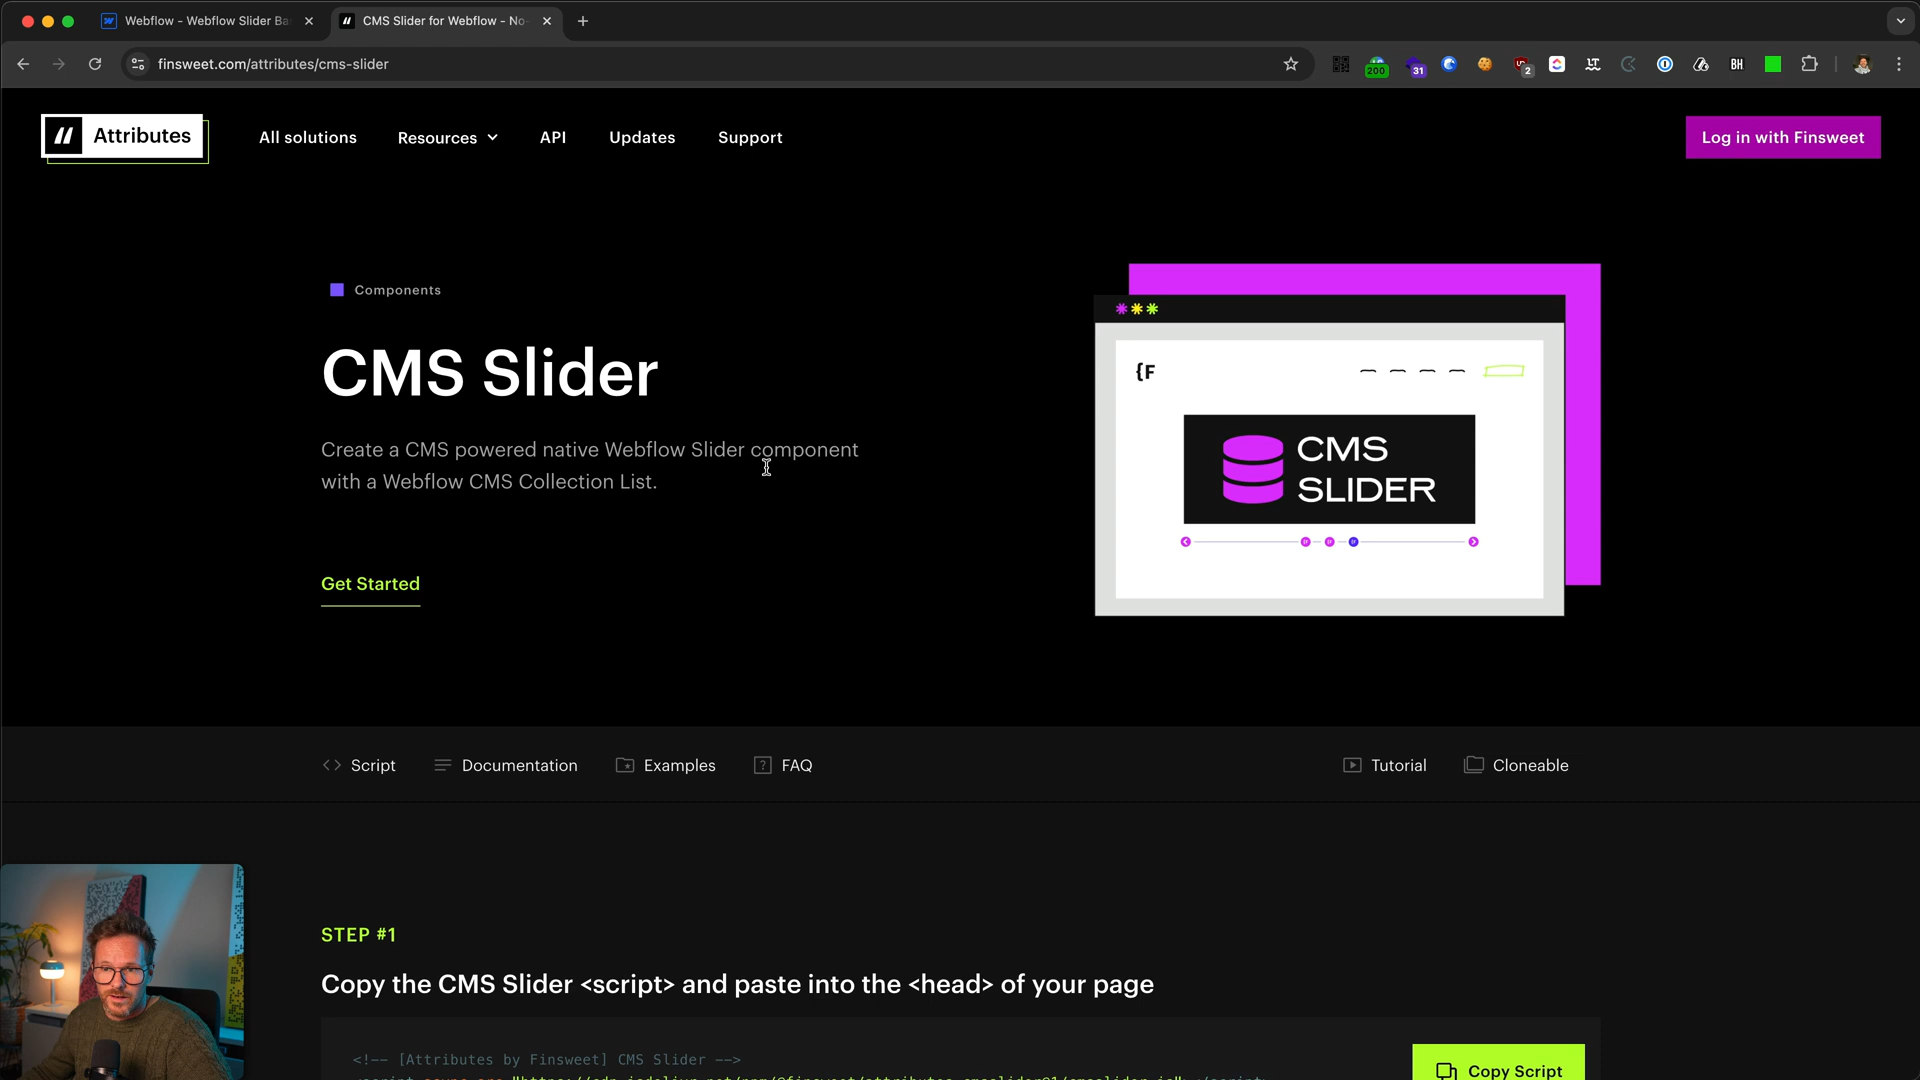 Webflow - Webflow Slider Ba
CMS Slider for Webflow - No-
finsweet.com/attributes/cms-slider
200
31
2
BH
Attributes
All solutions
Resources
API
Updates
Support
Log in with Finsweet
Components
CMS Slider
Create a CMS powered native Webflow Slider component
with a Webflow CMS Collection List.
Get Started
{F
CMS
SLIDER
Script
Documentation
Examples
FAQ
Tutorial
Cloneable
STEP #1
Copy the CMS Slider <script> and paste into the <head> of your page
<!-- [Attributes by Finsweet] CMS Slider -->
Copy Script